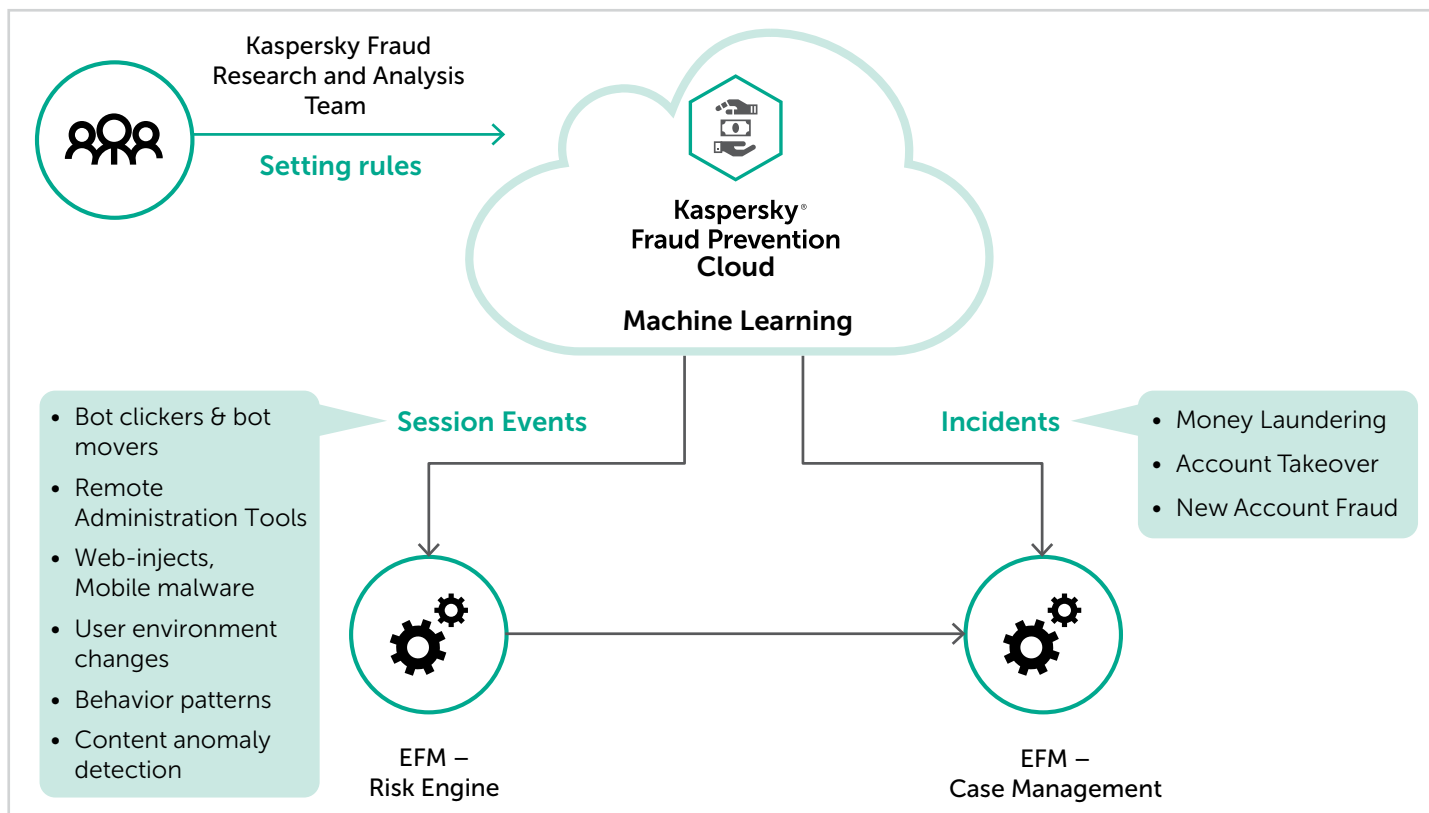 Kaspersky Fraud
Research and Analysis
Team
Setting rules
Kaspersky®
Fraud Prevention
Cloud
Machine Learning
Session Events
• Bot clickers & bot
movers
• Remote
Administration Tools
• Web-injects,
Mobile malware
• User environment
changes
• Behavior patterns
• Content anomaly
detection
Incidents
• Money Laundering
• Account Takeover
• New Account Fraud
EFM –
Risk Engine
EFM –
Case Management